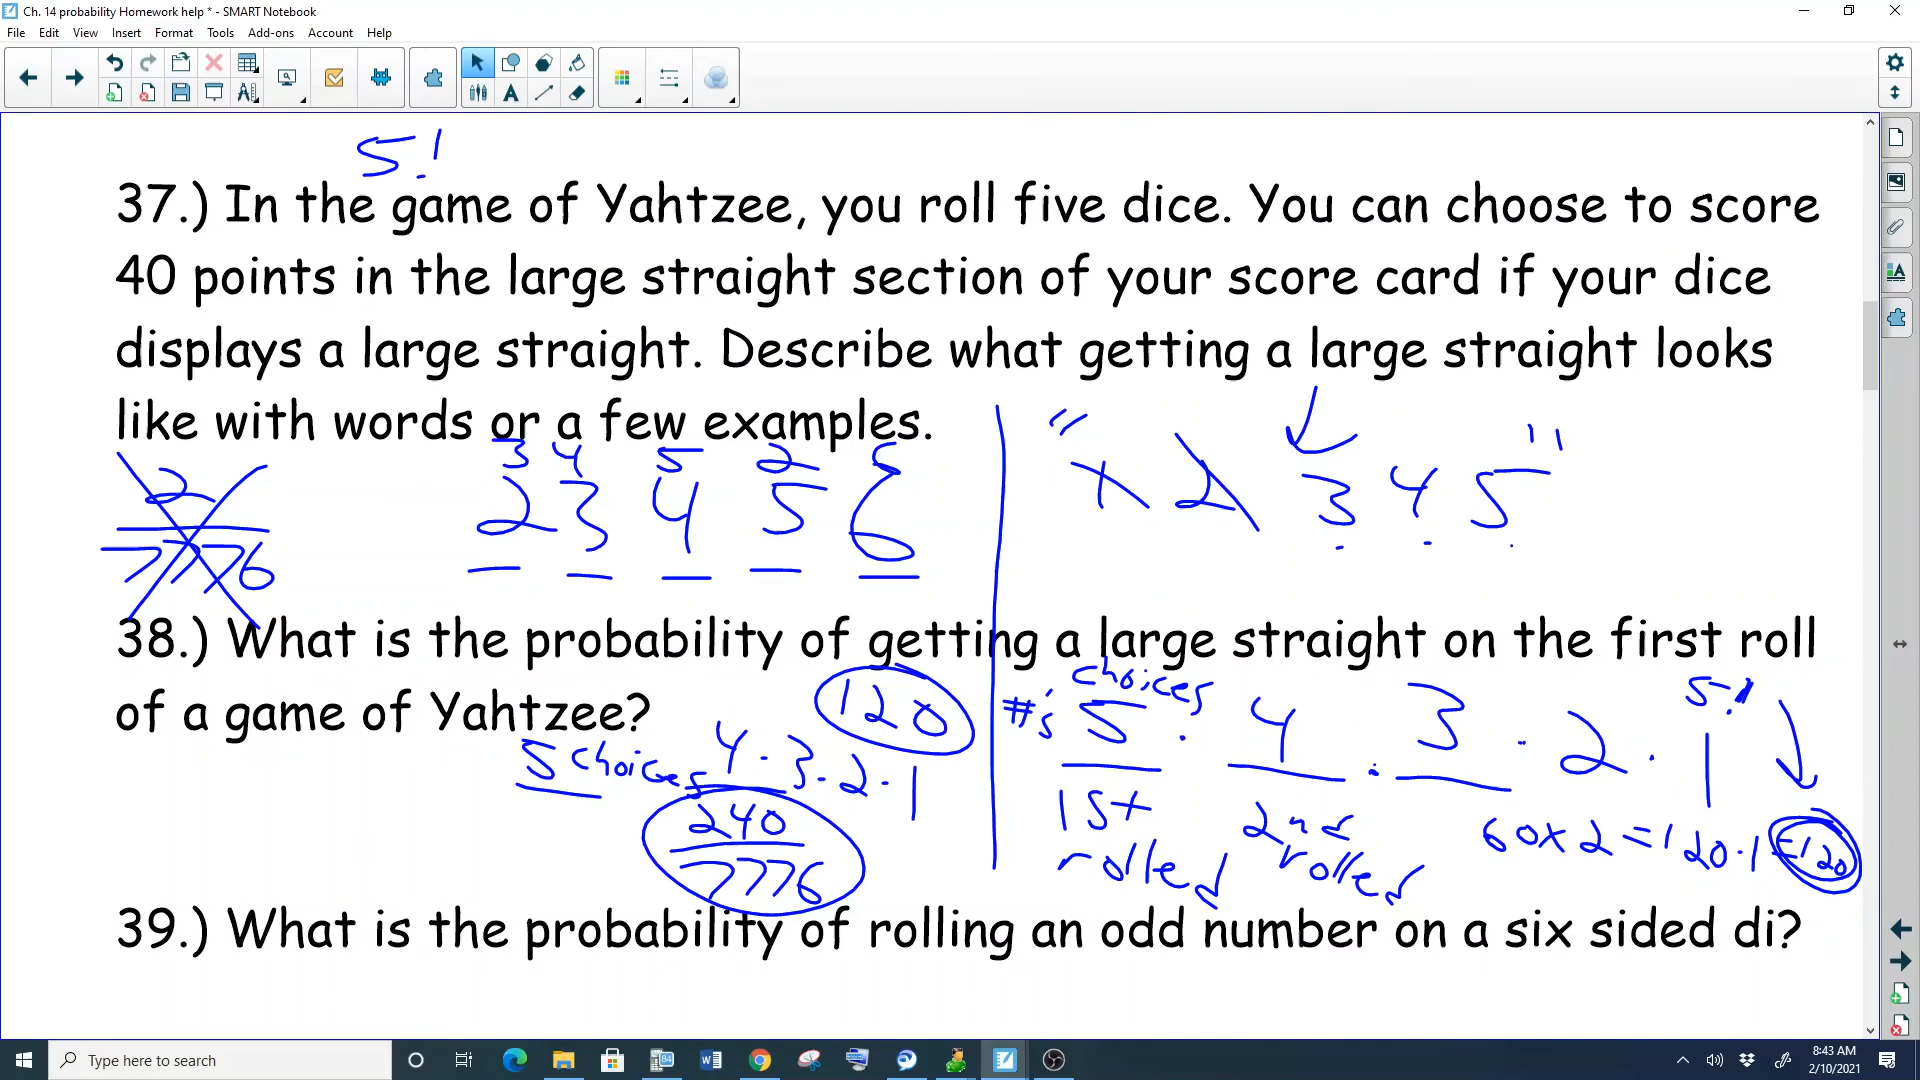 Ch. 14 probability Homework help * - SMART Notebook
File Edit View Insert Format Tools Add-ons Account Help
5!
37.) In the game of Yahtzee, you roll five dice. You can choose to score
40 points in the large straight section of your score card if your dice
displays a large straight. Describe what getting a large straight looks
like with words or a few examples.
3 4 5 2 6
2 3 4 5 6
" 1 2 3 4 5 "
2
7776
38.) What is the probability of getting a large straight on the first roll
of a game of Yahtzee?
120
5 choices 4 · 3 · 2 · 1
240
7776
choices
#'s 5 · 4 · 3 · 2 · 1
5!
1st rolled
2nd rolled
60 x 2 = 120 · 1 = 120
39.) What is the probability of rolling an odd number on a six sided di?
Type here to search
8:43 AM
2/10/2021